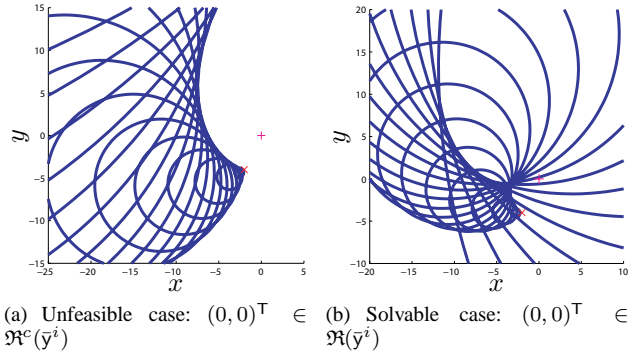 15
10
5
0
−5
−10
−15
y
−25 −20 −15 −10 −5 0 5
x
20
15
10
5
0
−5
−10
y
−20 −15 −10 −5 0 5 10
x
(a) Unfeasible case: (0, 0)ᵀ ∈
ℜᶜ(ȳⁱ)
(b) Solvable case: (0, 0)ᵀ ∈
ℜ(ȳⁱ)